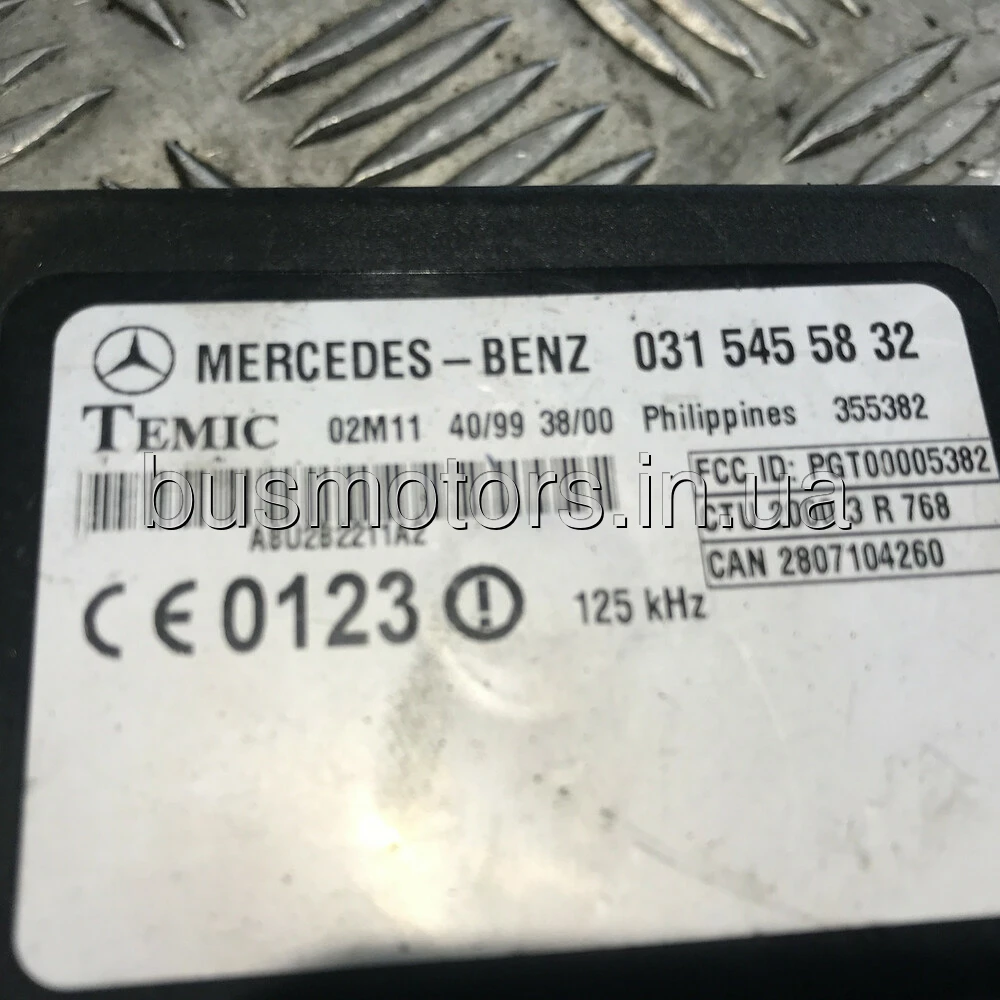 MERCEDES-BENZ 031 545 58 32
TEMIC 02M11 40/99 38/00 Philippines 355382
FCC ID: PGT00005382
busmotors.in.ua
R 768
A8U2B2211A2
CAN 2807104260
CE 0123 125 kHz